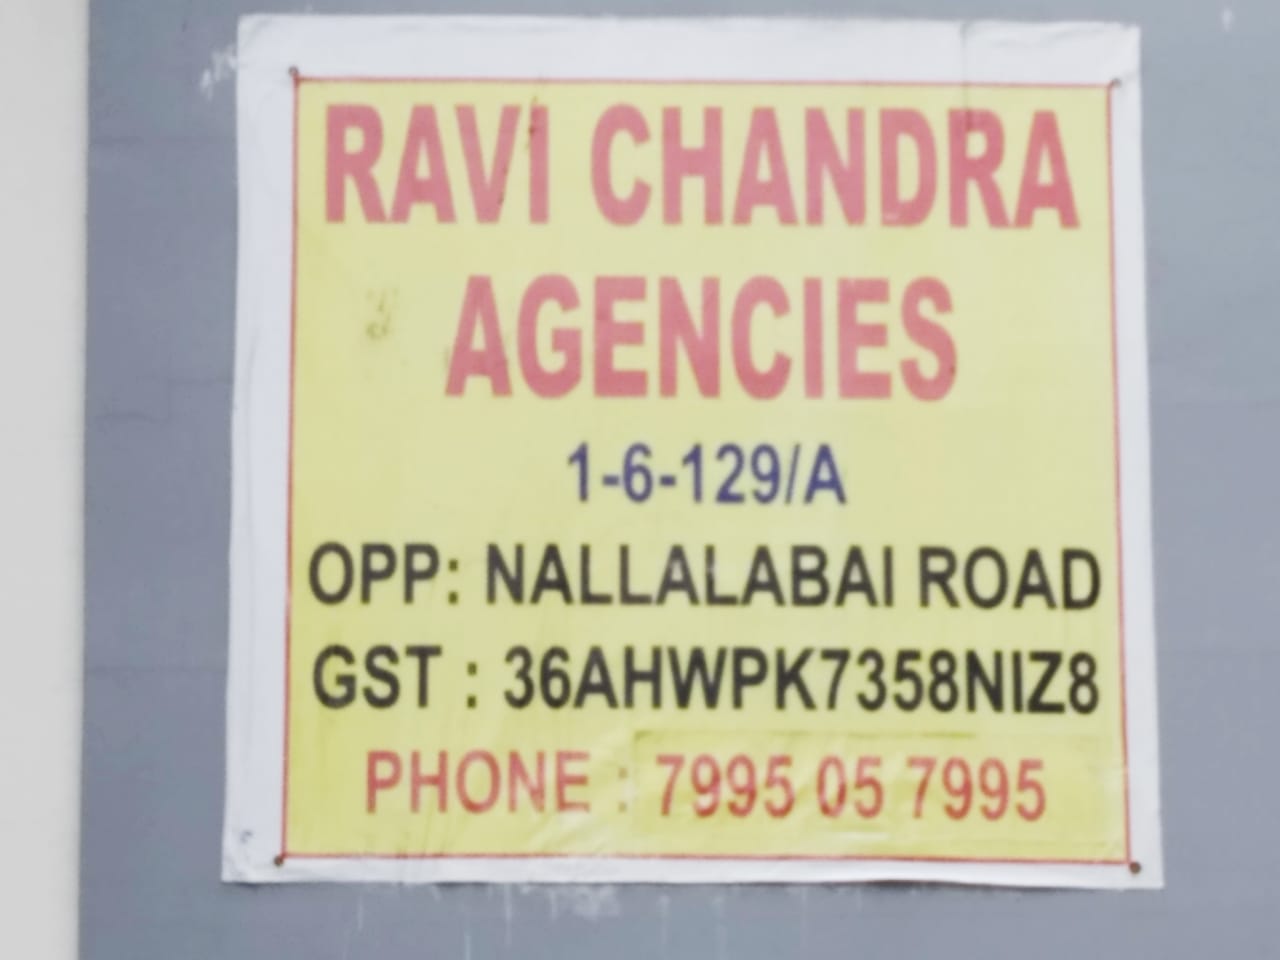 RAVI CHANDRA
AGENCIES
1-6-129/A
OPP: NALLALABAI ROAD
GST : 36AHWPK7358NIZ8
PHONE : 7995 05 7995